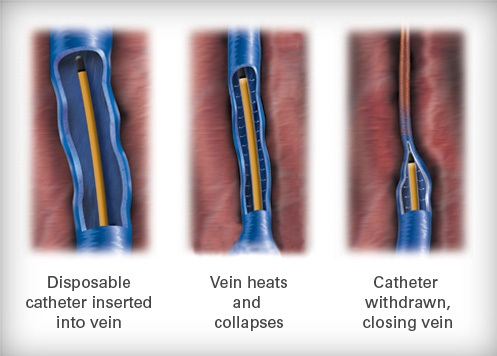 Disposable
catheter inserted
into vein
Vein heats
and
collapses
Catheter
withdrawn,
closing vein